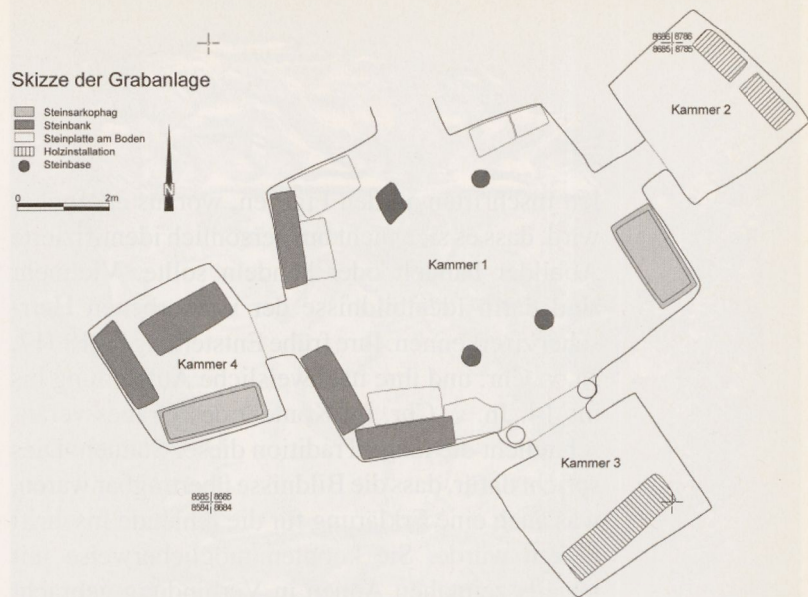 Skizze der Grabanlage
Steinsarkophag
Steinbank
Steinplatte am Boden
Holzinstallation
Steinbase
0 2m
N
8686 8786
8685 8785
Kammer 2
Kammer 1
Kammer 4
Kammer 3
8585 8685
8584 8684